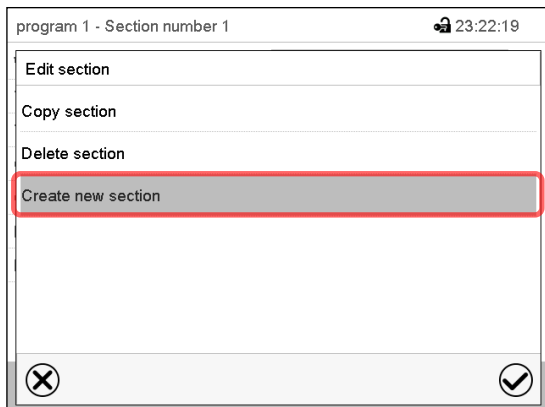 program 1 - Section number 1 23:22:19
Edit section
Copy section
Delete section
Create new section